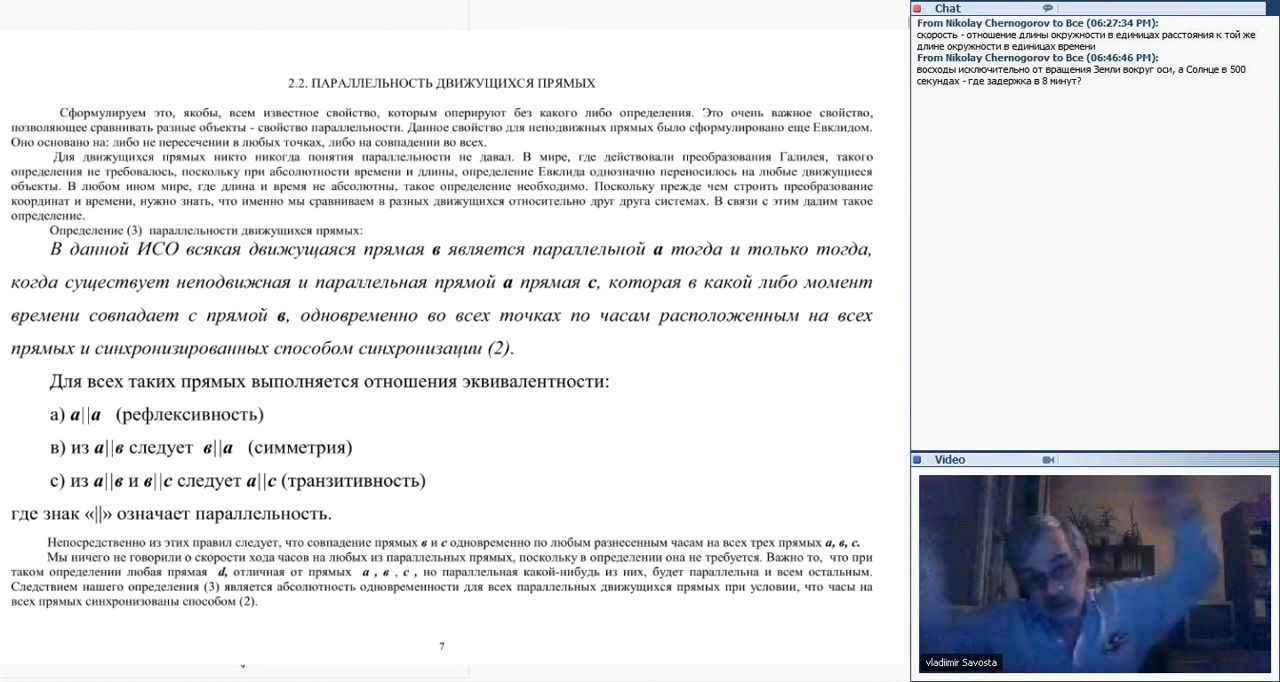 2.2. ПАРАЛЛЕЛЬНОСТЬ ДВИЖУЩИХСЯ ПРЯМЫХ
Сформулируем это, якобы, всем известное свойство, которым оперируют без какого либо определения. Это очень важное свойство,
позволяющее сравнивать разные объекты - свойство параллельности. Данное свойство для неподвижных прямых было сформулировано еще Евклидом.
Оно основано на: либо не пересечении в любых точках, либо на совпадении во всех.
Для движущихся прямых никто никогда понятия параллельности не давал. В мире, где действовали преобразования Галилея, такого
определения не требовалось, поскольку при абсолютности времени и длины, определение Евклида однозначно переносилось на любые движущиеся
объекты. В любом ином мире, где длина и время не абсолютны, такое определение необходимо. Поскольку прежде чем строить преобразование
координат и времени, нужно знать, что именно мы сравниваем в разных движущихся относительно друг друга системах. В связи с этим дадим такое
определение.
Определение (3) параллельности движущихся прямых:
В данной ИСО всякая движущаяся прямая в является параллельной а тогда и только тогда,
когда существует неподвижная и параллельная прямой а прямая с, которая в какой либо момент
времени совпадает с прямой в, одновременно во всех точках по часам расположенным на всех
прямых и синхронизированных способом синхронизации (2).
Для всех таких прямых выполняется отношения эквивалентности:
а) а||а (рефлексивность)
в) из а||в следует в||а (симметрия)
с) из а||в и в||с следует а||с (транзитивность)
где знак «||» означает параллельность.
Непосредственно из этих правил следует, что совпадение прямых в и с одновременно по любым разнесенным часам на всех трех прямых а, в, с.
Мы ничего не говорили о скорости хода часов на любых из параллельных прямых, поскольку в определении она не требуется. Важно то, что при
таком определении любая прямая d, отличная от прямых а , в , с , но параллельная какой-нибудь из них, будет параллельна и всем остальным.
Следствием нашего определения (3) является абсолютность одновременности для всех параллельных движущихся прямых при условии, что часы на
всех прямых синхронизованы способом (2).
7
Chat
From Nikolay Chernogorov to Все (06:27:34 PM):
скорость - отношение длины окружности в единицах расстояния к той же
длине окружности в единицах времени
From Nikolay Chernogorov to Все (06:46:46 PM):
восходы исключительно от вращения Земли вокруг оси, а Солнце в 500
секундах - где задержка в 8 минут?
Video
vladiimir Savosta